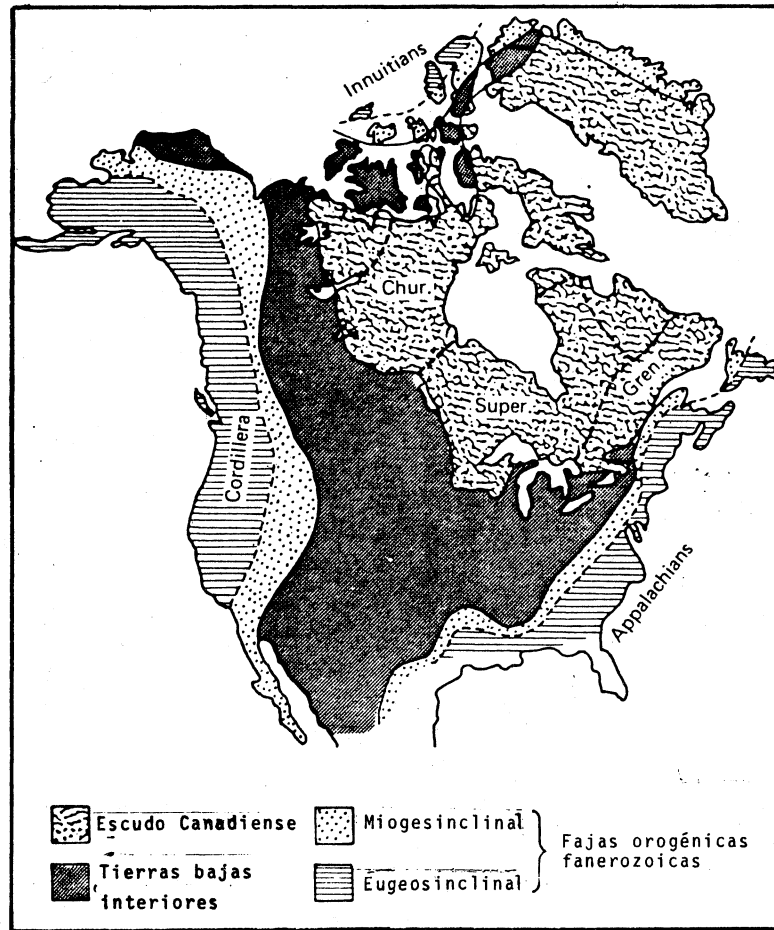 Innuitians
Chur.
Super.
Gren.
Cordillera
Appalachians
Escudo Canadiense
Miogesinclinal
Fajas orogénicas
fanerozoicas
Tierras bajas
interiores
Eugeosinclinal